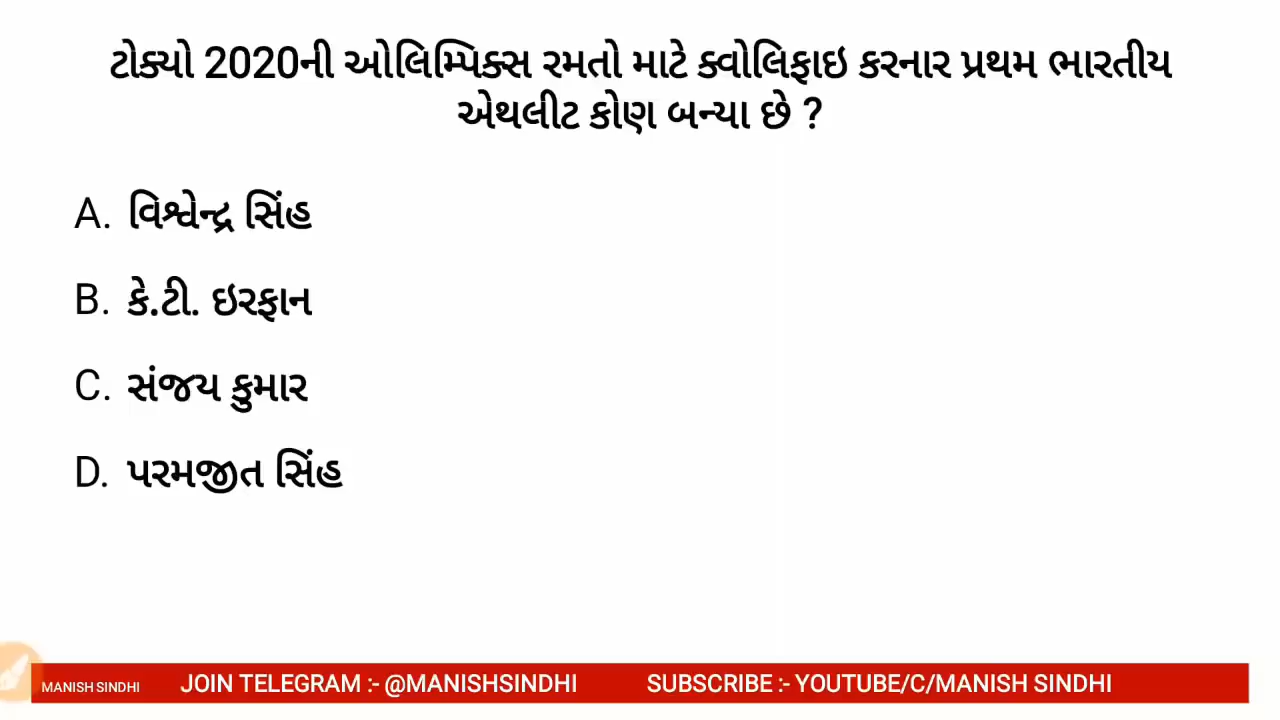 ટોક્યો 2020ની ઓલિમ્પિક્સ રમતો માટે ક્વોલિફાઇ કરનાર પ્રથમ ભારતીય
એથલીટ કોણ બન્યા છે ?
A. વિશ્વેન્દ્ર સિંહ
B. કે.ટી. ઇરફાન
C. સંજય કુમાર
D. પરમજીત સિંહ
MANISH SINDHI JOIN TELEGRAM :- @MANISHSINDHI SUBSCRIBE :- YOUTUBE/C/MANISH SINDHI